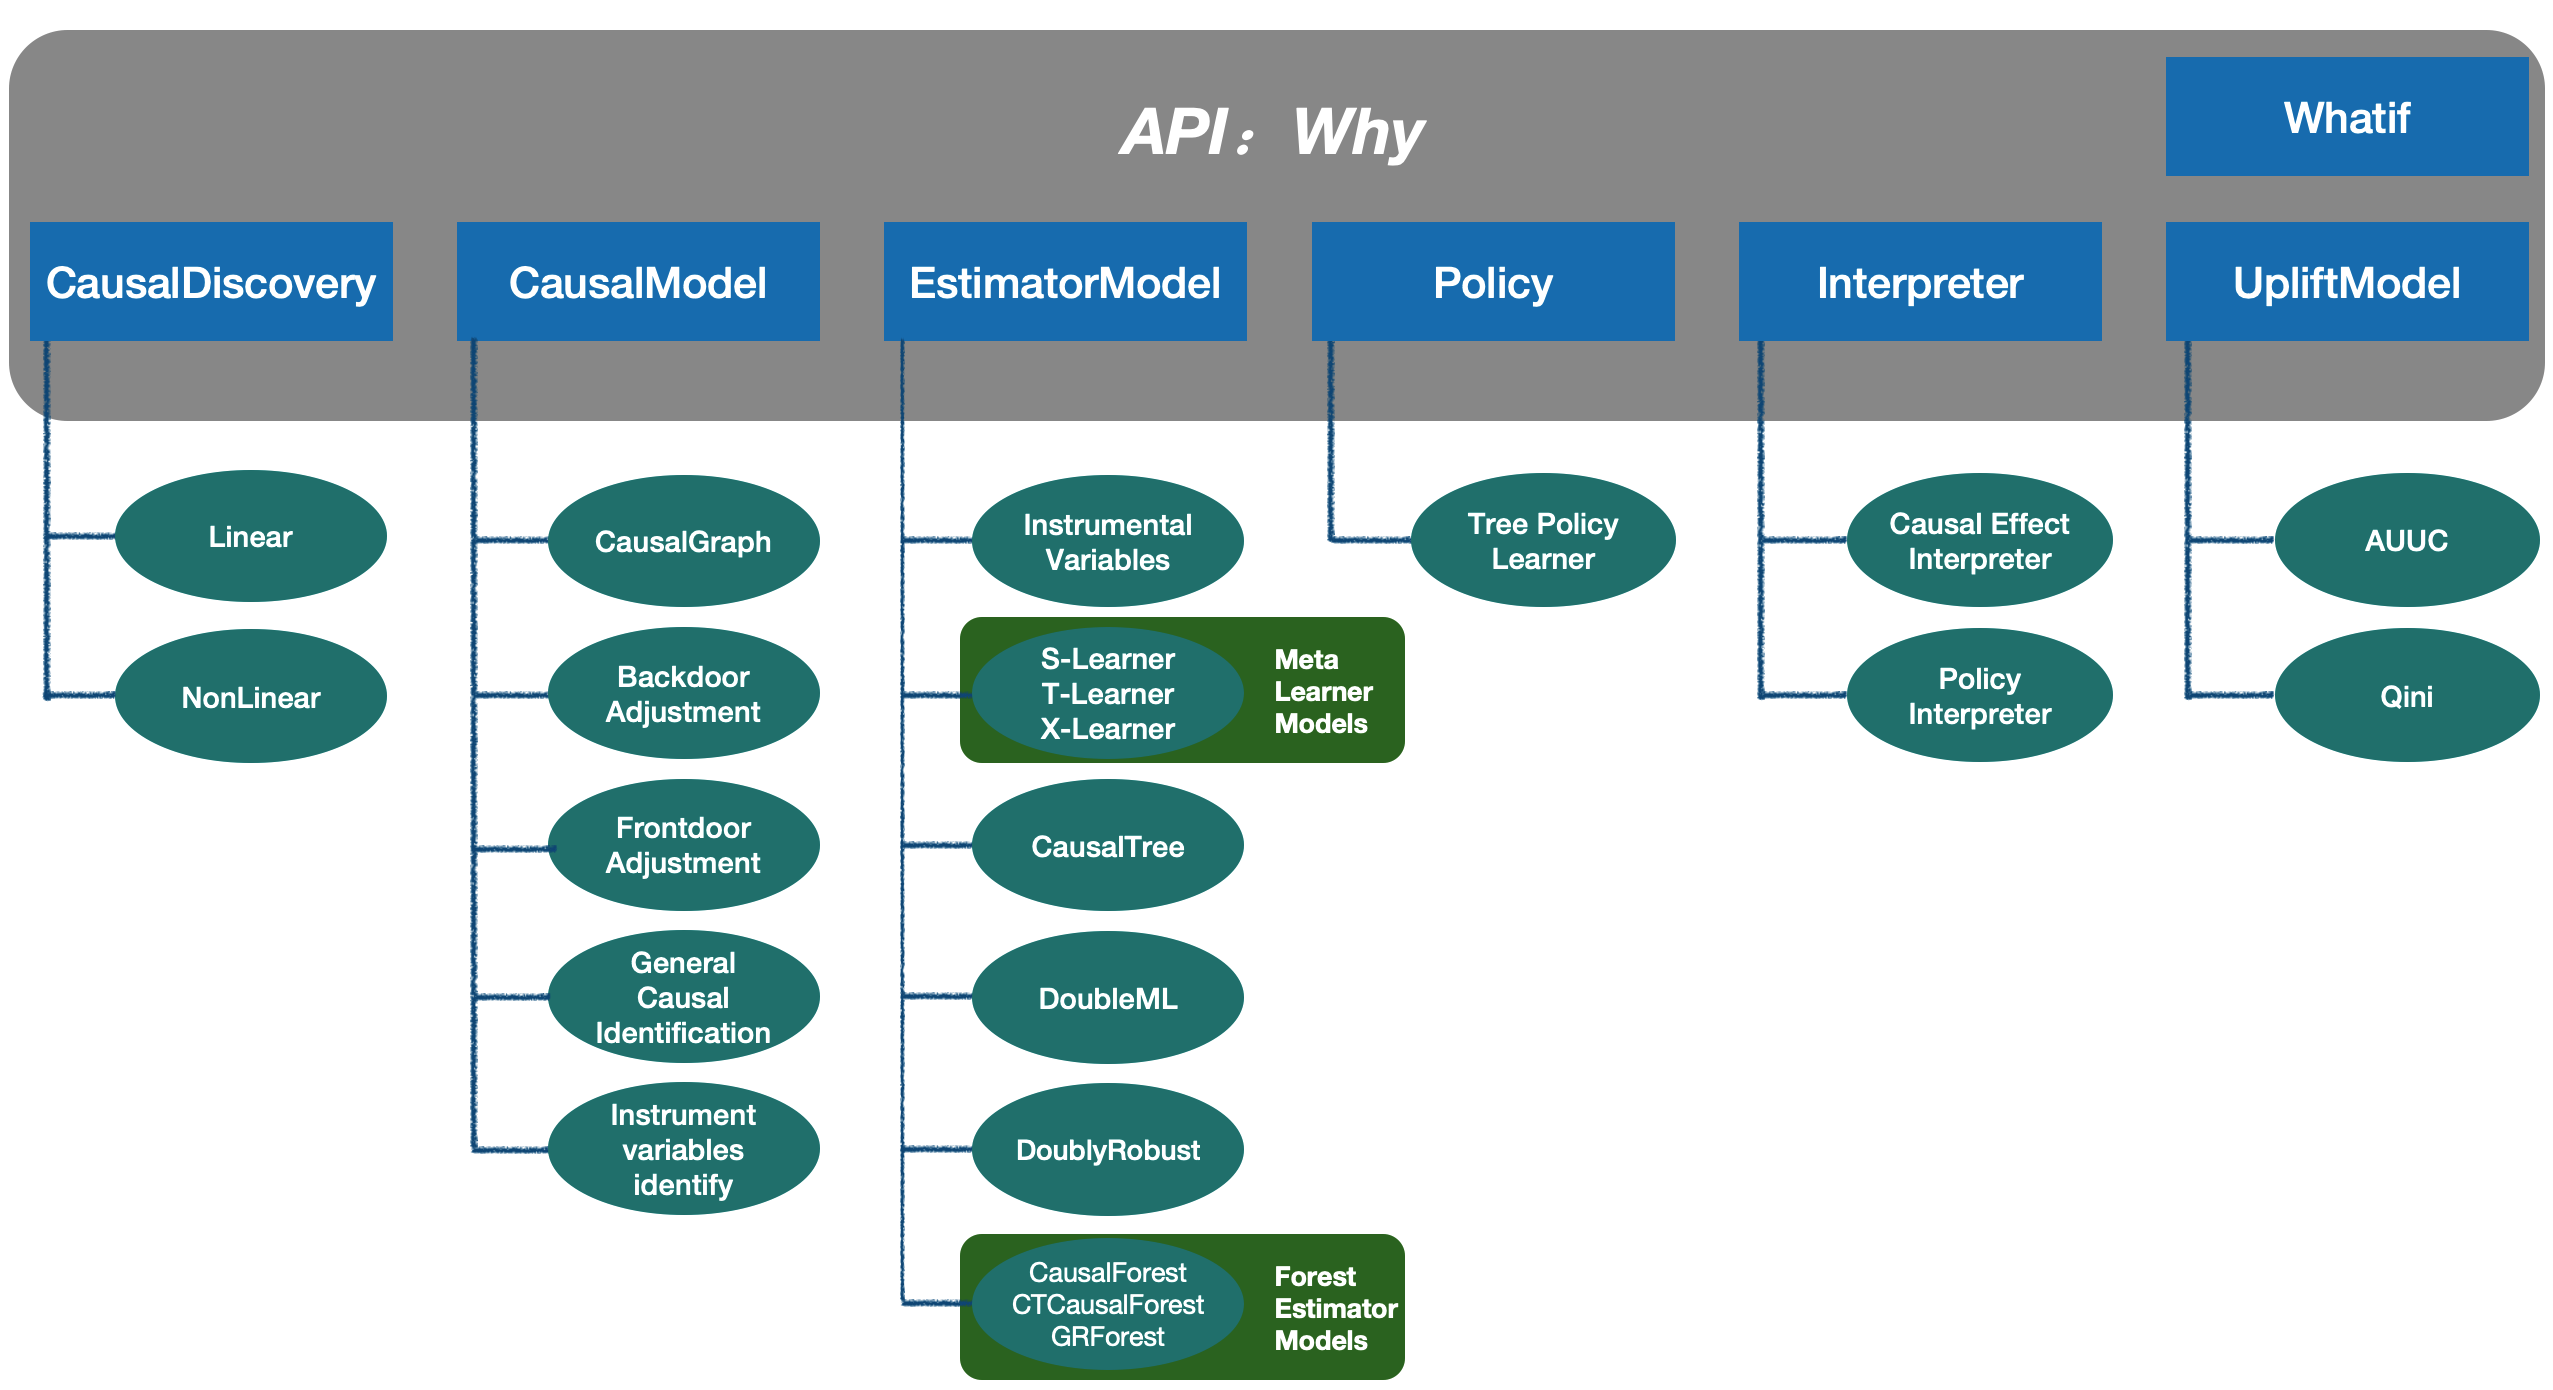 API：Why
Whatif
CausalDiscovery
CausalModel
EstimatorModel
Policy
Interpreter
UpliftModel
Linear
NonLinear
CausalGraph
Backdoor
Adjustment
Frontdoor
Adjustment
General
Causal
Identification
Instrument
variables
identify
Instrumental
Variables
S-Learner
T-Learner
X-Learner
Meta
Learner
Models
CausalTree
DoubleML
DoublyRobust
CausalForest
CTCausalForest
GRForest
Forest
Estimator
Models
Tree Policy
Learner
Causal Effect
Interpreter
Policy
Interpreter
AUUC
Qini